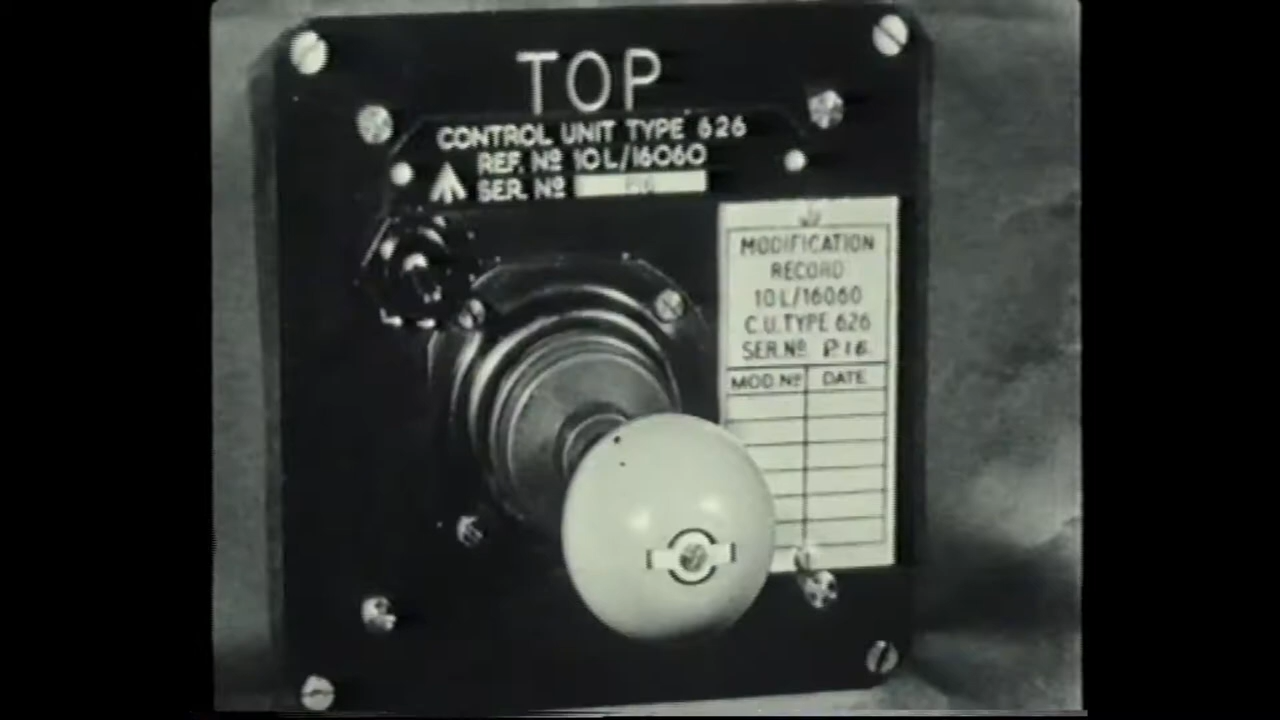 TOP
CONTROL UNIT TYPE 626
REF. Nº 10L/16060
SER. Nº
MODIFICATION
RECORD
10L/16060
C.U. TYPE 626
SER. Nº P16
MOD Nº DATE